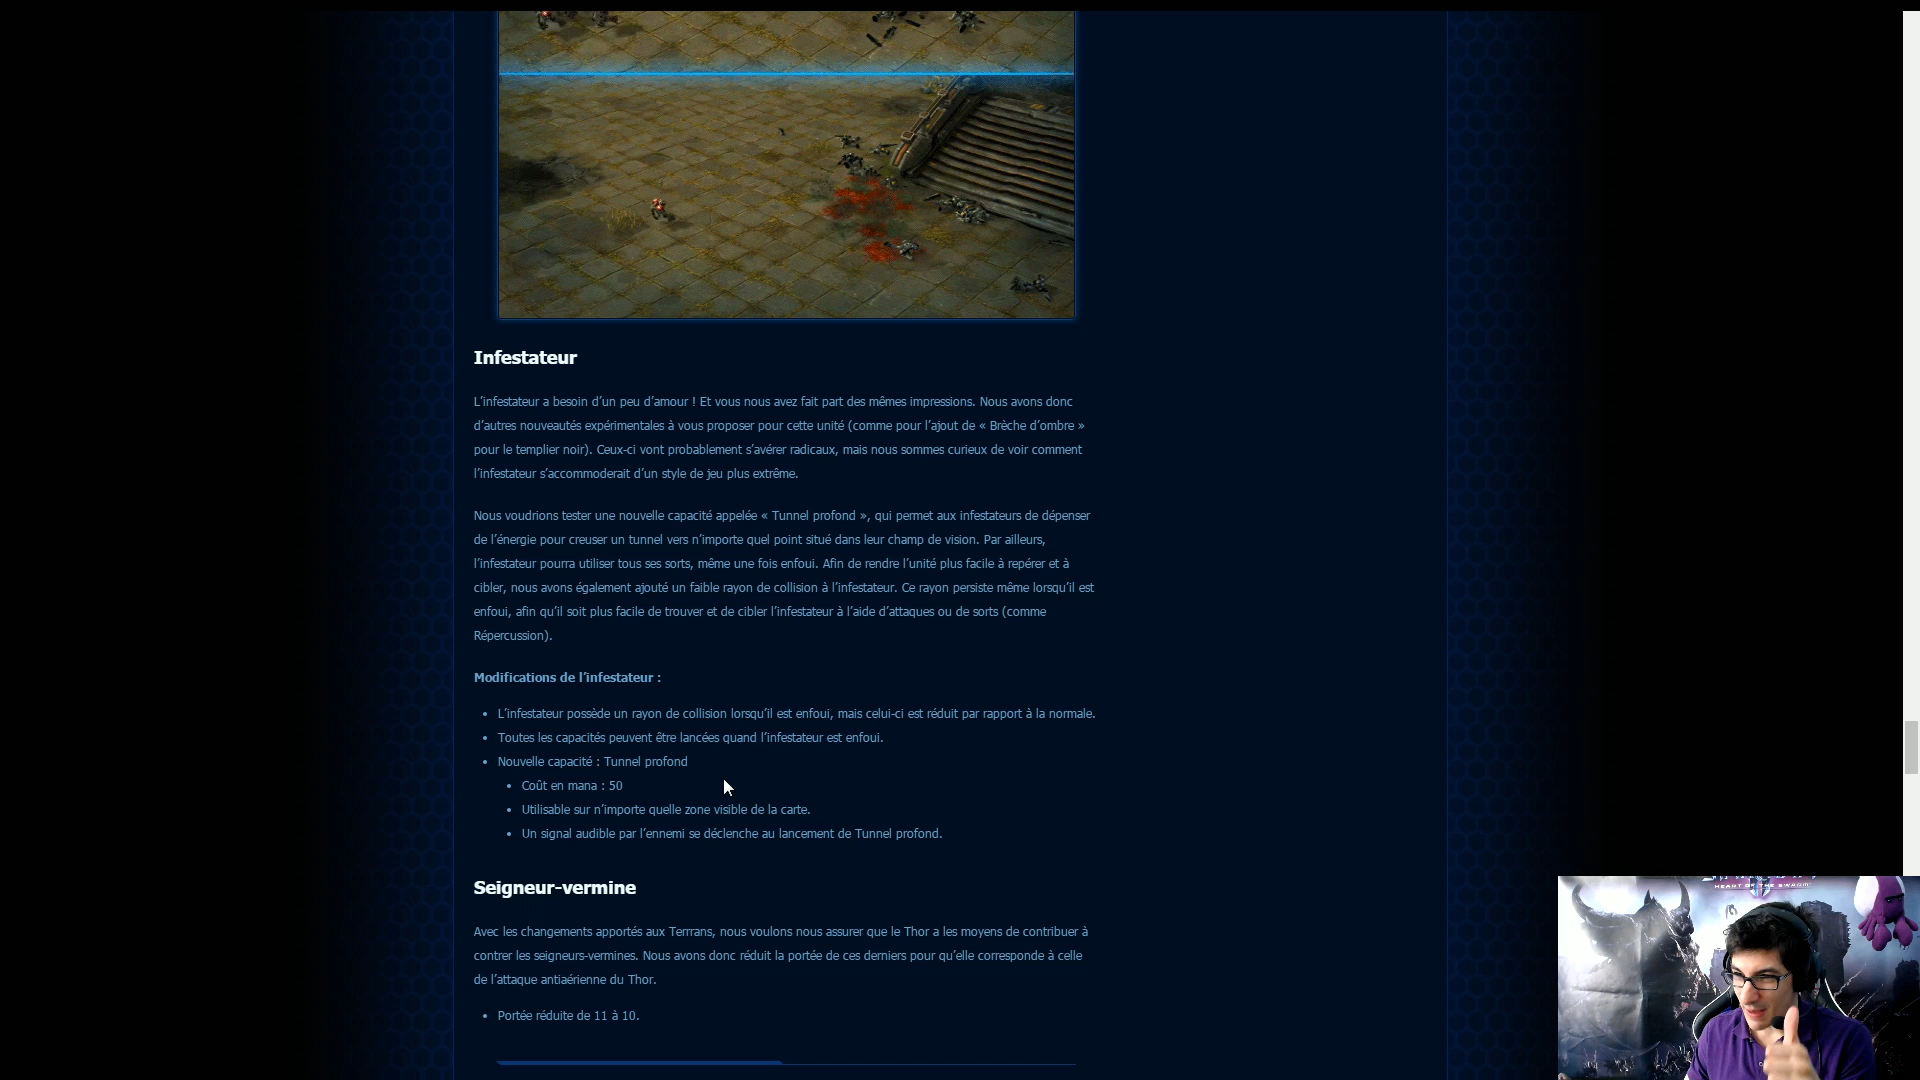 Infestateur
L’infestateur a besoin d’un peu d’amour ! Et vous nous avez fait part des mêmes impressions. Nous avons donc
d’autres nouveautés expérimentales à vous proposer pour cette unité (comme pour l’ajout de « Brèche d’ombre »
pour le templier noir). Ceux-ci vont probablement s’avérer radicaux, mais nous sommes curieux de voir comment
l’infestateur s’accommoderait d’un style de jeu plus extrême.
Nous voudrions tester une nouvelle capacité appelée « Tunnel profond », qui permet aux infestateurs de dépenser
de l’énergie pour creuser un tunnel vers n’importe quel point situé dans leur champ de vision. Par ailleurs,
l’infestateur pourra utiliser tous ses sorts, même une fois enfoui. Afin de rendre l’unité plus facile à repérer et à
cibler, nous avons également ajouté un faible rayon de collision à l’infestateur. Ce rayon persiste même lorsqu’il est
enfoui, afin qu’il soit plus facile de trouver et de cibler l’infestateur à l’aide d’attaques ou de sorts (comme
Répercussion).
Modifications de l’infestateur :
• L’infestateur possède un rayon de collision lorsqu’il est enfoui, mais celui-ci est réduit par rapport à la normale.
• Toutes les capacités peuvent être lancées quand l’infestateur est enfoui.
• Nouvelle capacité : Tunnel profond
• Coût en mana : 50
• Utilisable sur n’importe quelle zone visible de la carte.
• Un signal audible par l’ennemi se déclenche au lancement de Tunnel profond.
Seigneur-vermine
Avec les changements apportés aux Terrrans, nous voulons nous assurer que le Thor a les moyens de contribuer à
contrer les seigneurs-vermines. Nous avons donc réduit la portée de ces derniers pour qu’elle corresponde à celle
de l’attaque antiaérienne du Thor.
• Portée réduite de 11 à 10.
HEART OF THE SWARM